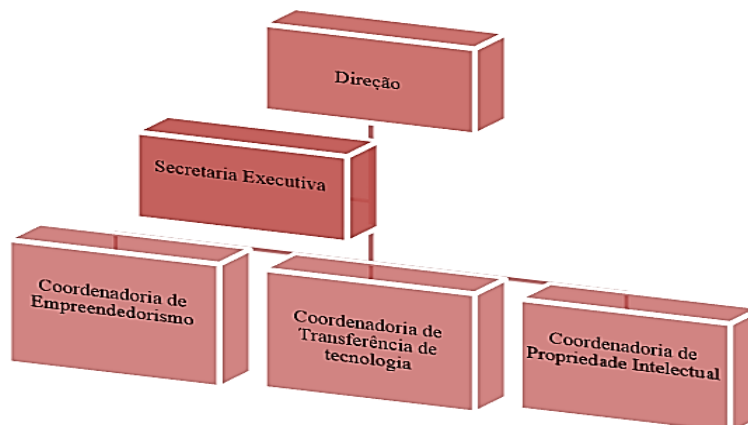 Direção
Secretaria Executiva
Coordenadoria de
Empreendedorismo
Coordenadoria de
Transferência de
tecnologia
Coordenadoria de
Propriedade Intelectual